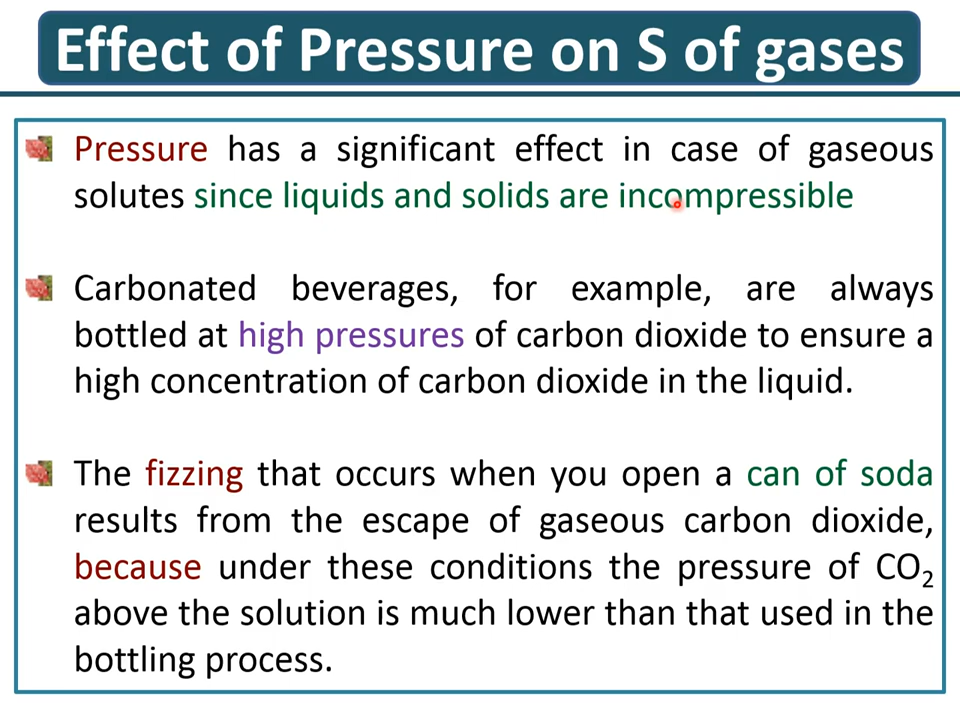 Effect of Pressure on S of gases
Pressure has a significant effect in case of gaseous
solutes since liquids and solids are incompressible
Carbonated beverages, for example, are always
bottled at high pressures of carbon dioxide to ensure a
high concentration of carbon dioxide in the liquid.
The fizzing that occurs when you open a can of soda
results from the escape of gaseous carbon dioxide,
because under these conditions the pressure of CO₂
above the solution is much lower than that used in the
bottling process.